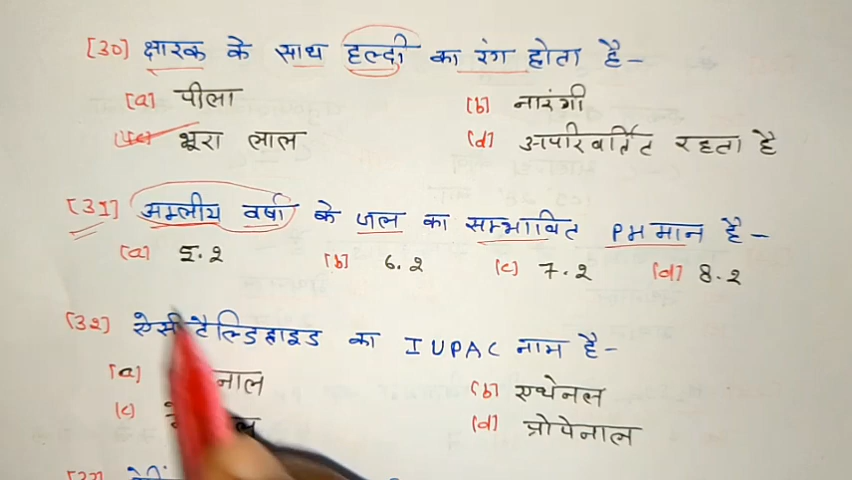 [30] क्षारक के साथ हल्दी का रंग होता है-
[a] पीला [b] नारंगी
[c] भूरा लाल [d] अपरिवर्तित रहता है
[31] अम्लीय वर्षा के जल का सम्भावित PH मान है-
[a] 5.2 [b] 6.2 [c] 7.2 [d] 8.2
[32] ऐसीटैल्डिहाइड का IUPAC नाम है-
[a] नाल [b] एथेनल
[c] [d] प्रोपेनाल